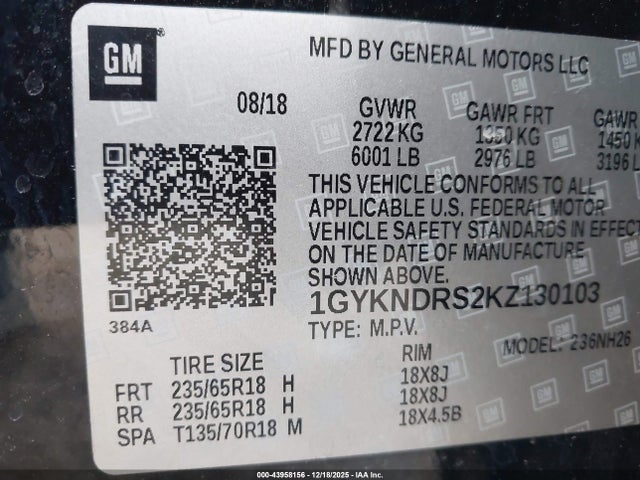 GM
MFD BY GENERAL MOTORS LLC
08/18 GVWR GAWR FRT GAWR
2722 KG 1350 KG 1450 K
6001 LB 2976 LB 3196 L
THIS VEHICLE CONFORMS TO ALL
APPLICABLE U.S. FEDERAL MOTOR
VEHICLE SAFETY STANDARDS IN EFFECT
ON THE DATE OF MANUFACTURE
SHOWN ABOVE.
1GYKNDRS2KZ130103
384A
TYPE: M.P.V. MODEL: 236NH26
TIRE SIZE RIM
FRT 235/65R18 H 18X8J
RR 235/65R18 H 18X8J
SPA T135/70R18 M 18X4.5B
000-43958156 - 12/18/2025 - IAA Inc.